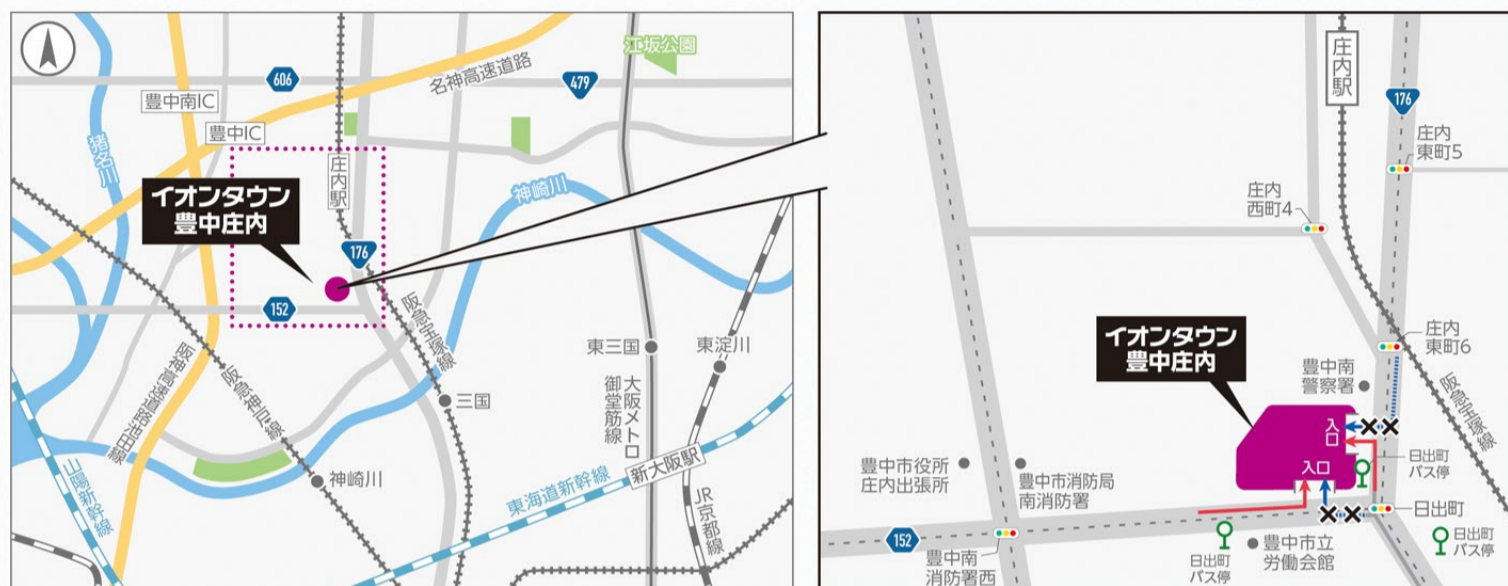 江坂公園
606
名神高速道路
479
豊中南IC
豊中IC
猪名川
庄内駅
神崎川
イオンタウン
豊中庄内
176
152
阪急宝塚線
東三国
東淀川
阪神高速道路池田線
阪急神戸線
三国
大阪メトロ
御堂筋線
神崎川
新大阪駅
山陽新幹線
東海道新幹線
JR京都線
庄内駅
176
庄内
東町5
庄内
西町4
庄内
東町6
イオンタウン
豊中庄内
豊中南
警察署
阪急宝塚線
入口
日出町
バス停
豊中市役所
庄内出張所
豊中市消防局
南消防署
入口
日出町
152
豊中南
消防署西
日出町
バス停
豊中市立
労働会館
日出町
バス停